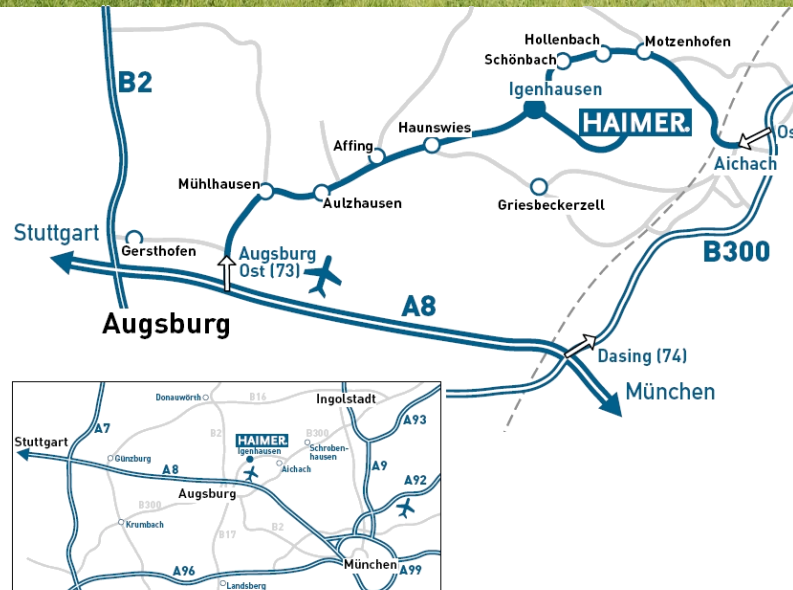 Hollenbach
Motzenhofen
Schönbach
B2
Igenhausen
HAIMER.
Haunswies
Affing
Os
Aichach
Mühlhausen
Aulzhausen
Griesbeckerzell
Stuttgart
Gersthofen
Augsburg
Ost (73)
B300
A8
Augsburg
Dasing (74)
München
Donauwörth
B16
Ingolstadt
A93
A7
B2
HAIMER.
Igenhausen
B300
Schroben-
hausen
Stuttgart
Günzburg
A8
Aichach
A9
A92
Augsburg
B300
Krumbach
B17
B2
München
A99
A96
Landsberg